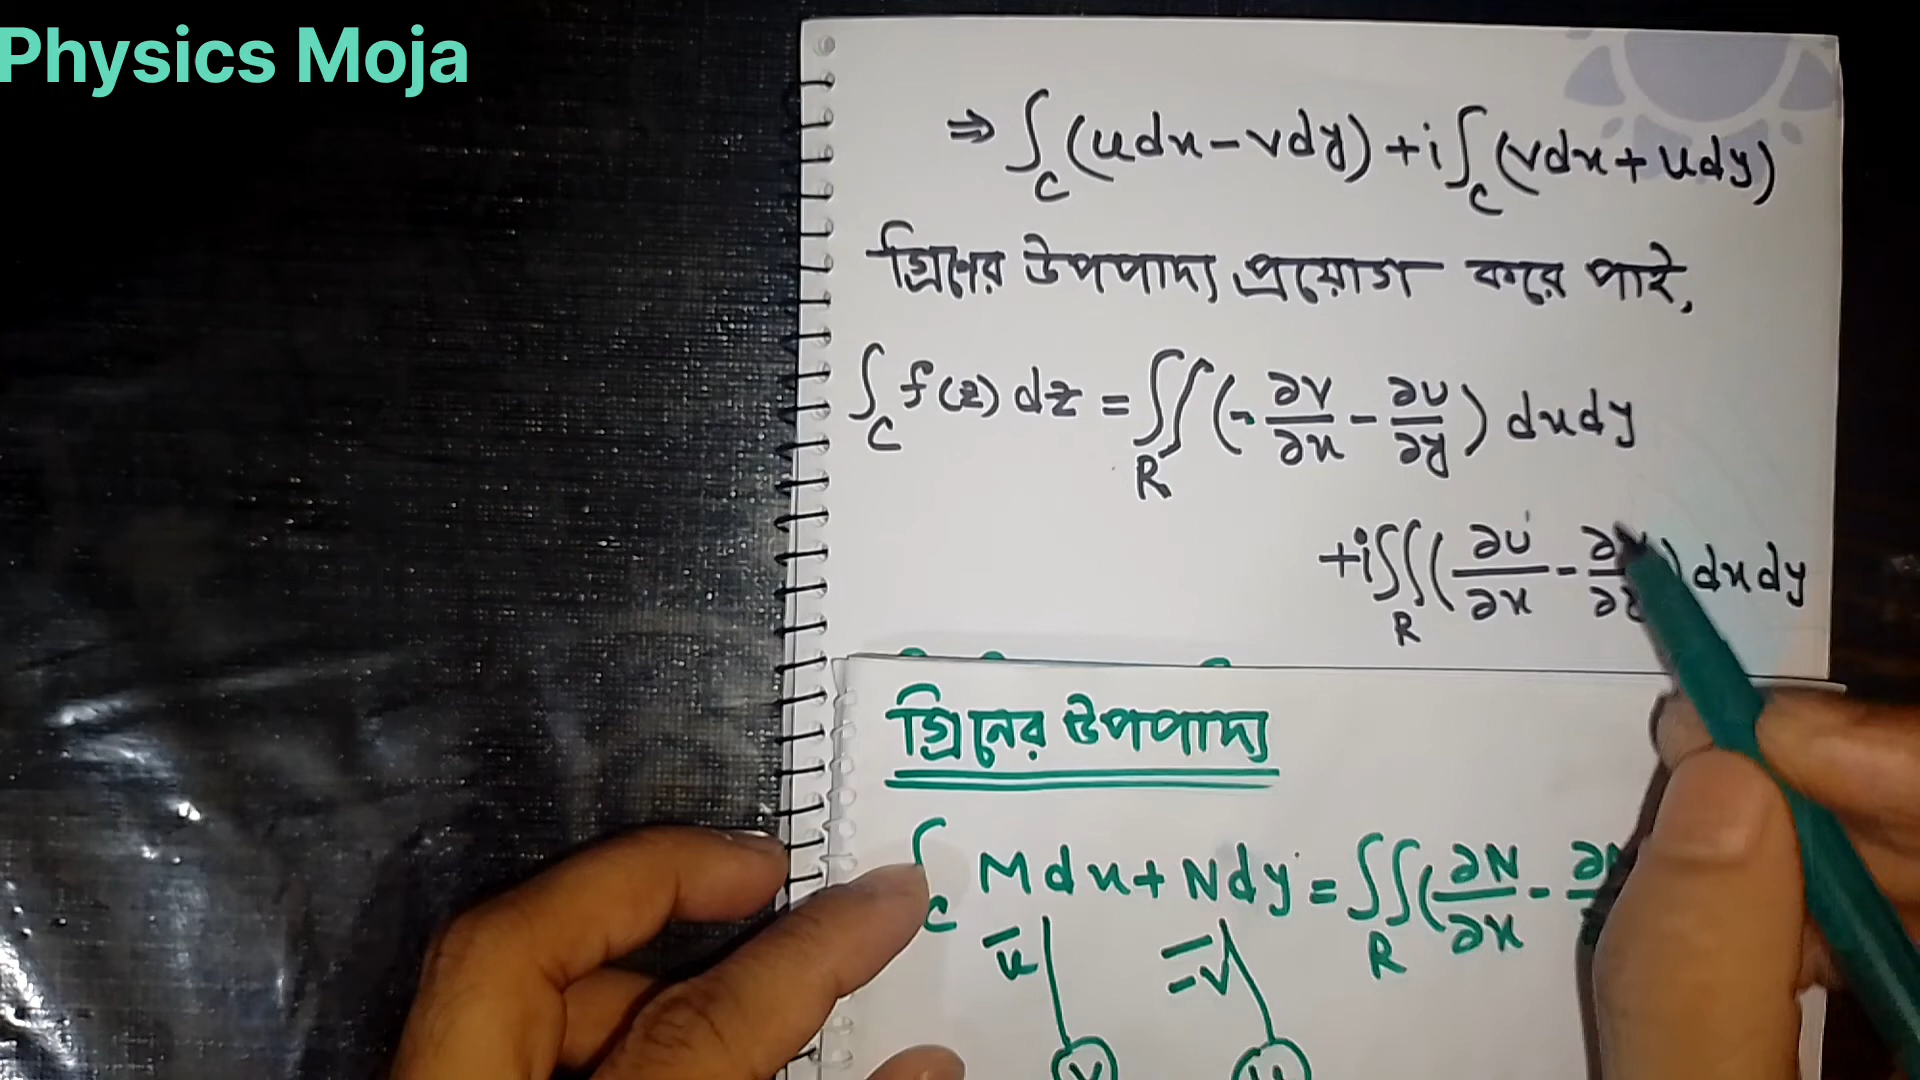 Physics Moja
⇒ ∫_C (udx - vdy) + i∫_C (vdx + udy)
গ্রিনের উপপাদ্য প্রয়োগ করে পাই,
∫_C f(z) dz = ∬_R (- ∂v/∂x - ∂u/∂y) dxdy
+i∬_R (∂u/∂x - ∂v/∂y) dxdy
গ্রিনের উপপাদ্য
∫_C Mdx + Ndy = ∬_R (∂N/∂x -
u = v
v u